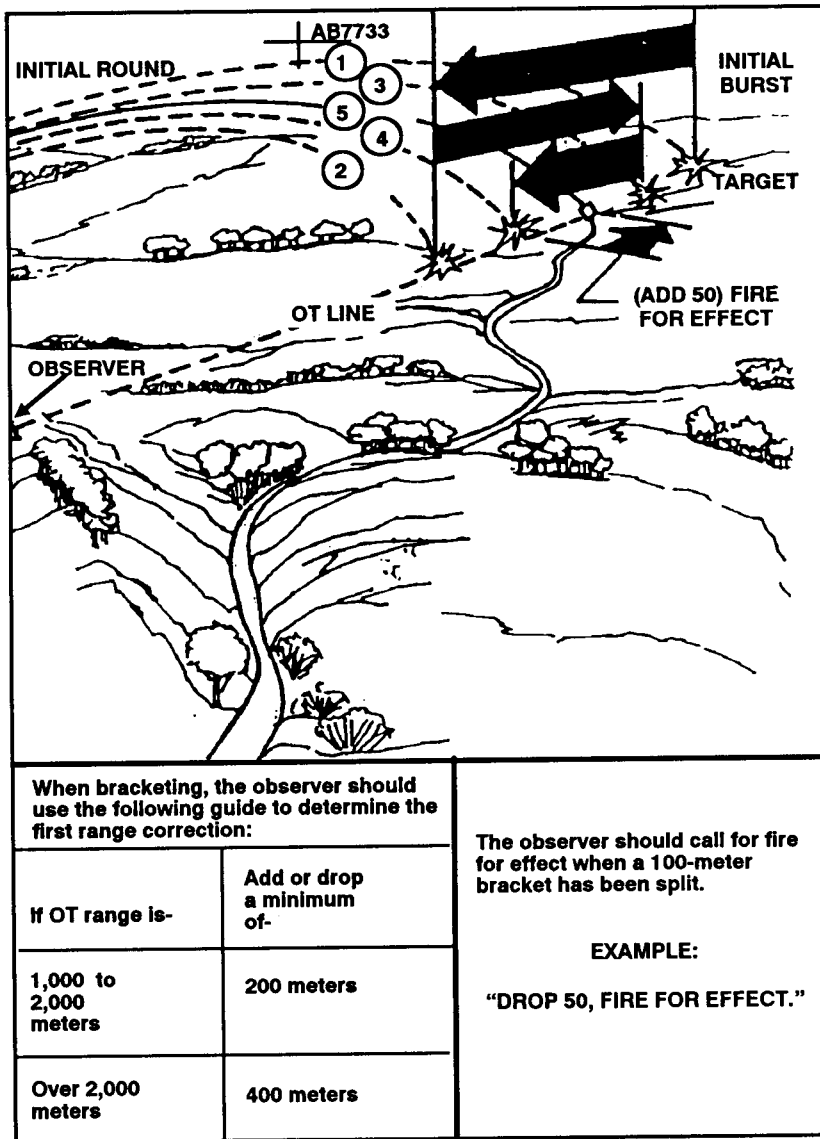 AB7733
INITIAL ROUND
1
3
5
4
2
INITIAL
BURST
TARGET
(ADD 50) FIRE
FOR EFFECT
OT LINE
OBSERVER
When bracketing, the observer should
use the following guide to determine the
first range correction:
If OT range is-
Add or drop
a minimum
of-
1,000 to
2,000
meters
200 meters
Over 2,000
meters
400 meters
The observer should call for fire
for effect when a 100-meter
bracket has been split.
EXAMPLE:
“DROP 50, FIRE FOR EFFECT.”